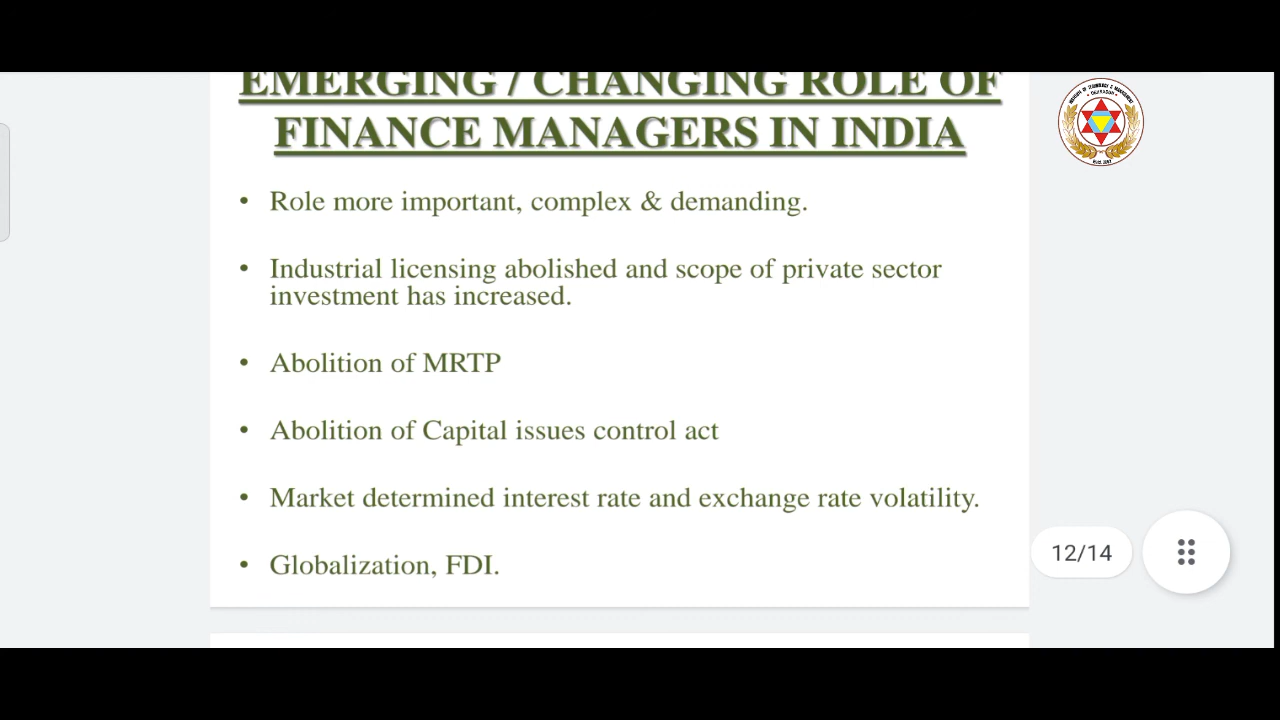 EMERGING / CHANGING ROLE OF
FINANCE MANAGERS IN INDIA
• Role more important, complex & demanding.
• Industrial licensing abolished and scope of private sector
investment has increased.
• Abolition of MRTP
• Abolition of Capital issues control act
• Market determined interest rate and exchange rate volatility.
• Globalization, FDI.
12/14